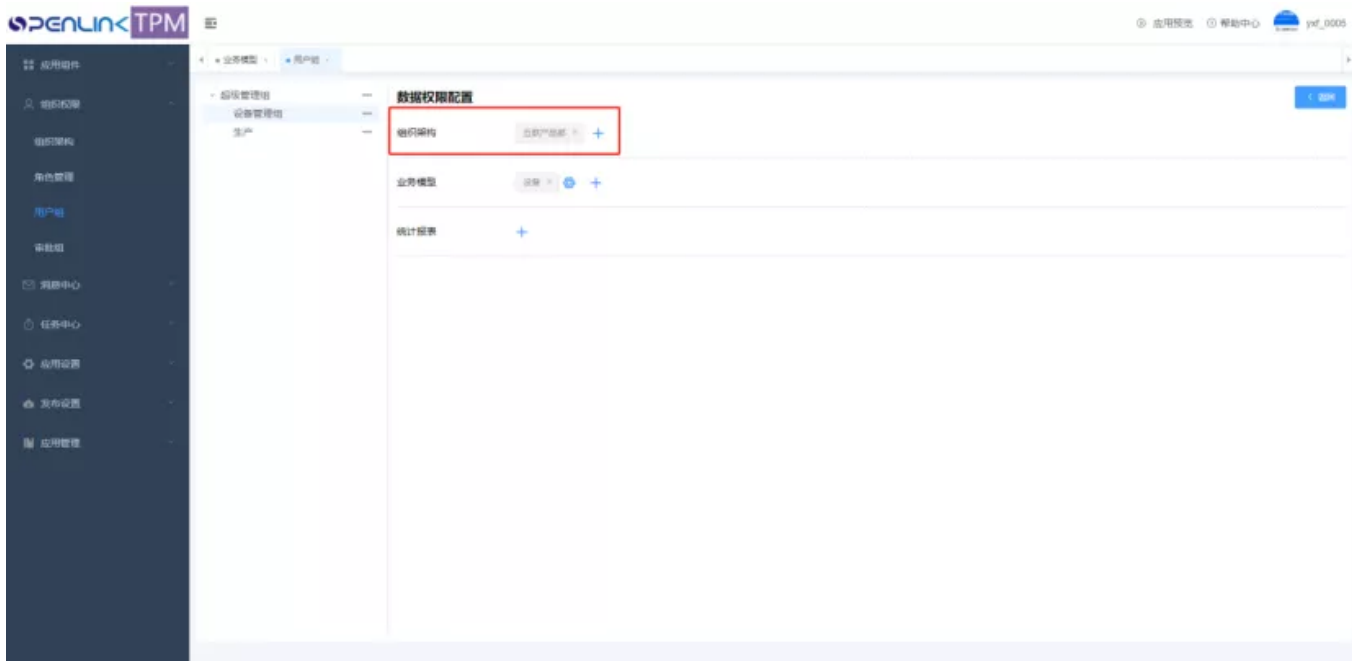 OPENLINK TPM
应用预览 帮助中心 yxf_0005
应用组件
业务模型 用户组
组织权限
超级管理组
数据权限配置
返回
设备管理组
组织架构
生产
组织架构
角色管理
业务模型 设备
用户组
统计报表
审批组
消息中心
任务中心
应用设置
发布设置
应用管理